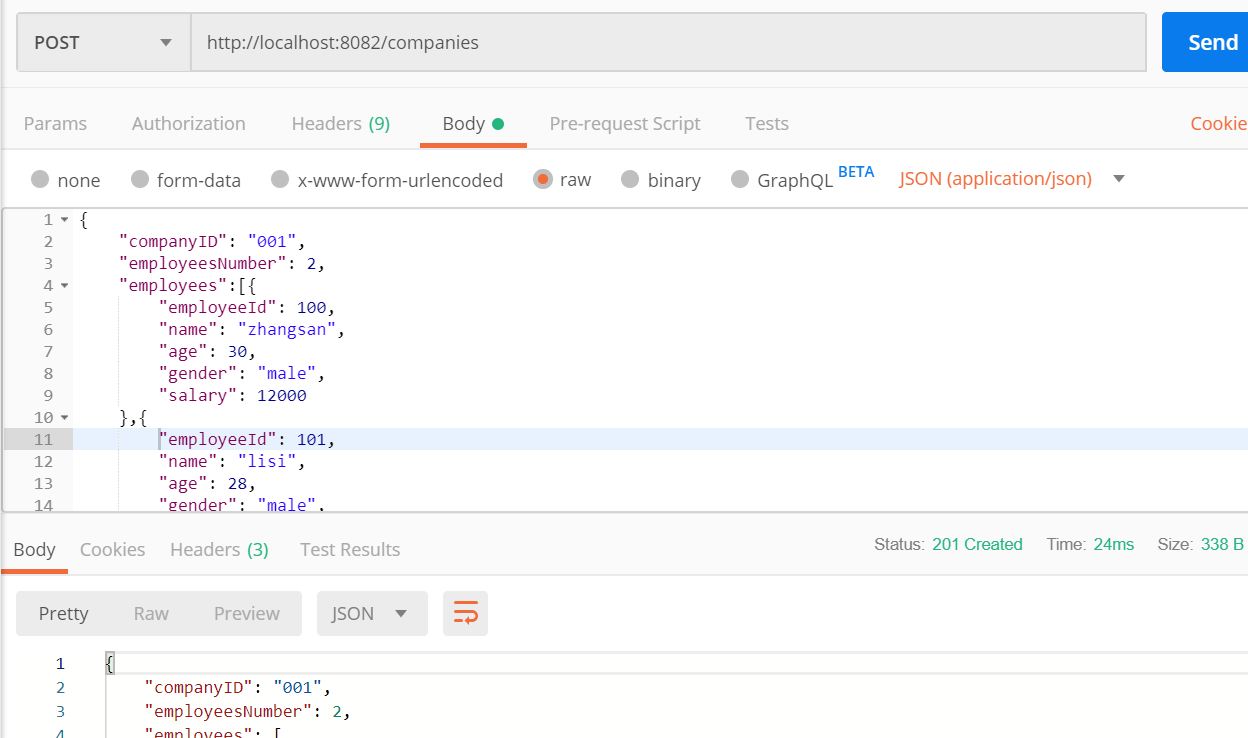 POST http://localhost:8082/companies Send
Params Authorization Headers (9) Body Pre-request Script Tests Cookie
none form-data x-www-form-urlencoded raw binary GraphQL BETA JSON (application/json)
1 {
2 "companyID": "001",
3 "employeesNumber": 2,
4 "employees":[{
5 "employeeId": 100,
6 "name": "zhangsan",
7 "age": 30,
8 "gender": "male",
9 "salary": 12000
10 },{
11 "employeeId": 101,
12 "name": "lisi",
13 "age": 28,
14 "gender": "male",
Body Cookies Headers (3) Test Results Status: 201 Created Time: 24ms Size: 338 B
Pretty Raw Preview JSON
1 {
2 "companyID": "001",
3 "employeesNumber": 2,
4 "employees": [